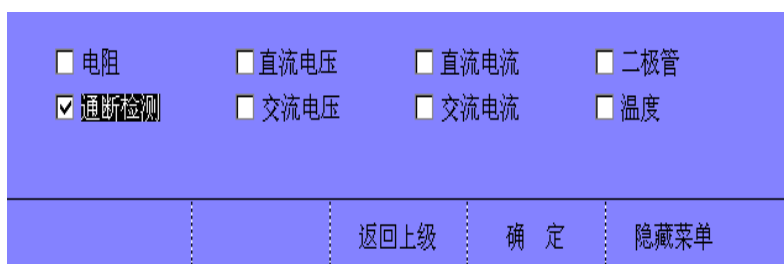 电阻 直流电压 直流电流 二极管
通断检测 交流电压 交流电流 温度
返回上级 确 定 隐藏菜单